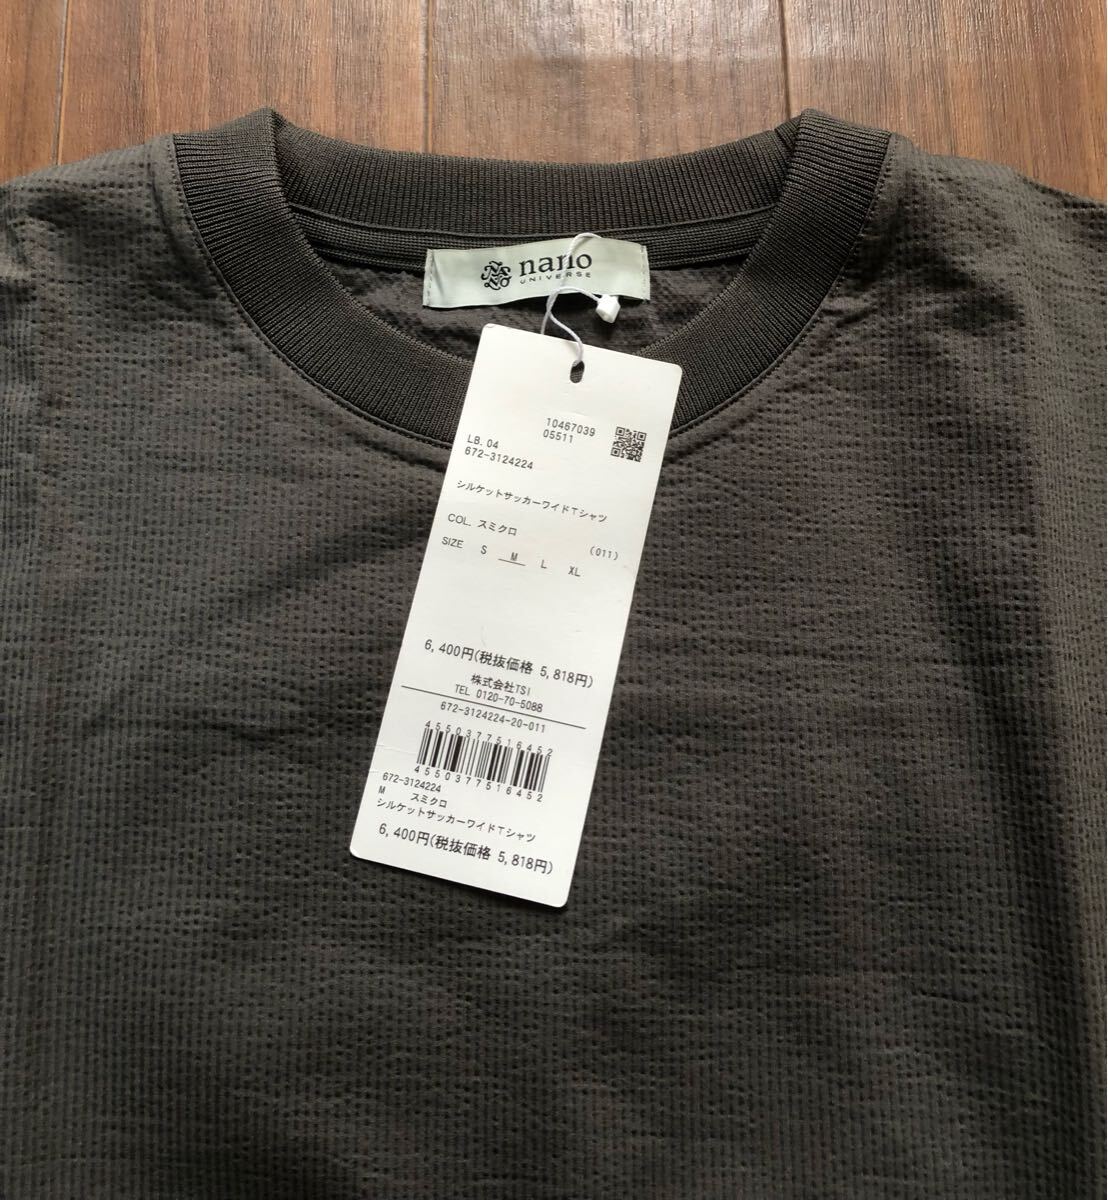 nano
UNIVERSE
10467039
05511
LB. 04
672-3124224
シルケットサッカーワイドTシャツ
COL. スミクロ (011)
SIZE S M L XL
6,400円(税抜価格 5,818円)
株式会社TSI
TEL 0120-70-5088
672-3124224-20-011
4550377516452
4550377516452
672-3124224
M スミクロ
シルケットサッカーワイドTシャツ
6,400円(税抜価格 5,818円)